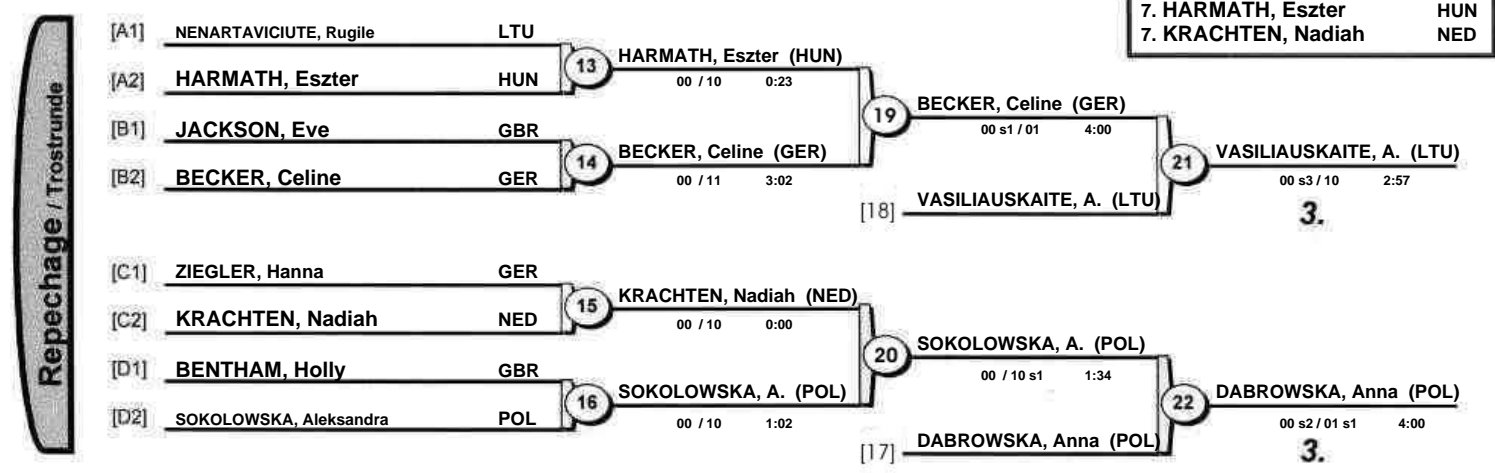 7. HARMATH, Eszter HUN
7. KRACHTEN, Nadiah NED
Repechage / Trostrunde
[A1] NENARTAVICIUTE, Rugile LTU
[A2] HARMATH, Eszter HUN
13 HARMATH, Eszter (HUN)
00 / 10 0:23
[B1] JACKSON, Eve GBR
[B2] BECKER, Celine GER
14 BECKER, Celine (GER)
00 / 11 3:02
19 BECKER, Celine (GER)
00 s1 / 01 4:00
[18] VASILIAUSKAITE, A. (LTU)
21 VASILIAUSKAITE, A. (LTU)
00 s3 / 10 2:57
3.
[C1] ZIEGLER, Hanna GER
[C2] KRACHTEN, Nadiah NED
15 KRACHTEN, Nadiah (NED)
00 / 10 0:00
[D1] BENTHAM, Holly GBR
[D2] SOKOLOWSKA, Aleksandra POL
16 SOKOLOWSKA, A. (POL)
00 / 10 1:02
20 SOKOLOWSKA, A. (POL)
00 / 10 s1 1:34
[17] DABROWSKA, Anna (POL)
22 DABROWSKA, Anna (POL)
00 s2 / 01 s1 4:00
3.